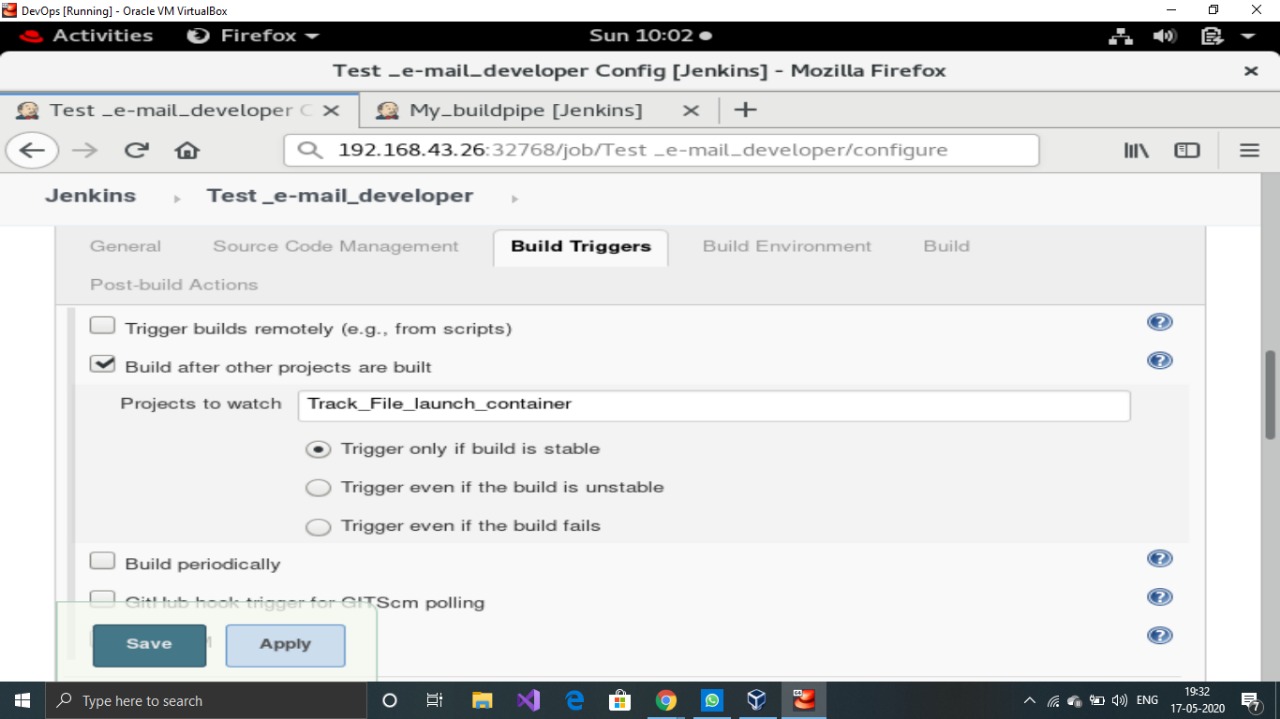 DevOps [Running] - Oracle VM VirtualBox
Activities Firefox Sun 10:02
Test _e-mail_developer Config [Jenkins] - Mozilla Firefox
Test _e-mail_developer C My_buildpipe [Jenkins]
192.168.43.26:32768/job/Test _e-mail_developer/configure
Jenkins Test _e-mail_developer
General Source Code Management Build Triggers Build Environment Build
Post-build Actions
Trigger builds remotely (e.g., from scripts)
Build after other projects are built
Projects to watch Track_File_launch_container
Trigger only if build is stable
Trigger even if the build is unstable
Trigger even if the build fails
Build periodically
GitHub hook trigger for GITScm polling
Save Apply
Type here to search ENG 19:32
17-05-2020 7